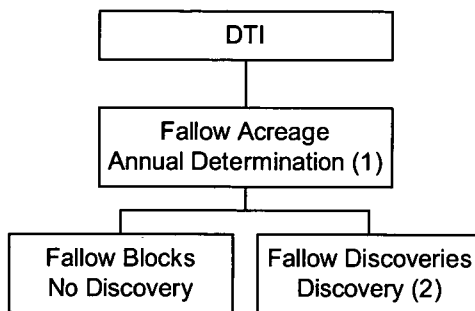 DTI
Fallow Acreage
Annual Determination (1)
Fallow Blocks
No Discovery
Fallow Discoveries
Discovery (2)